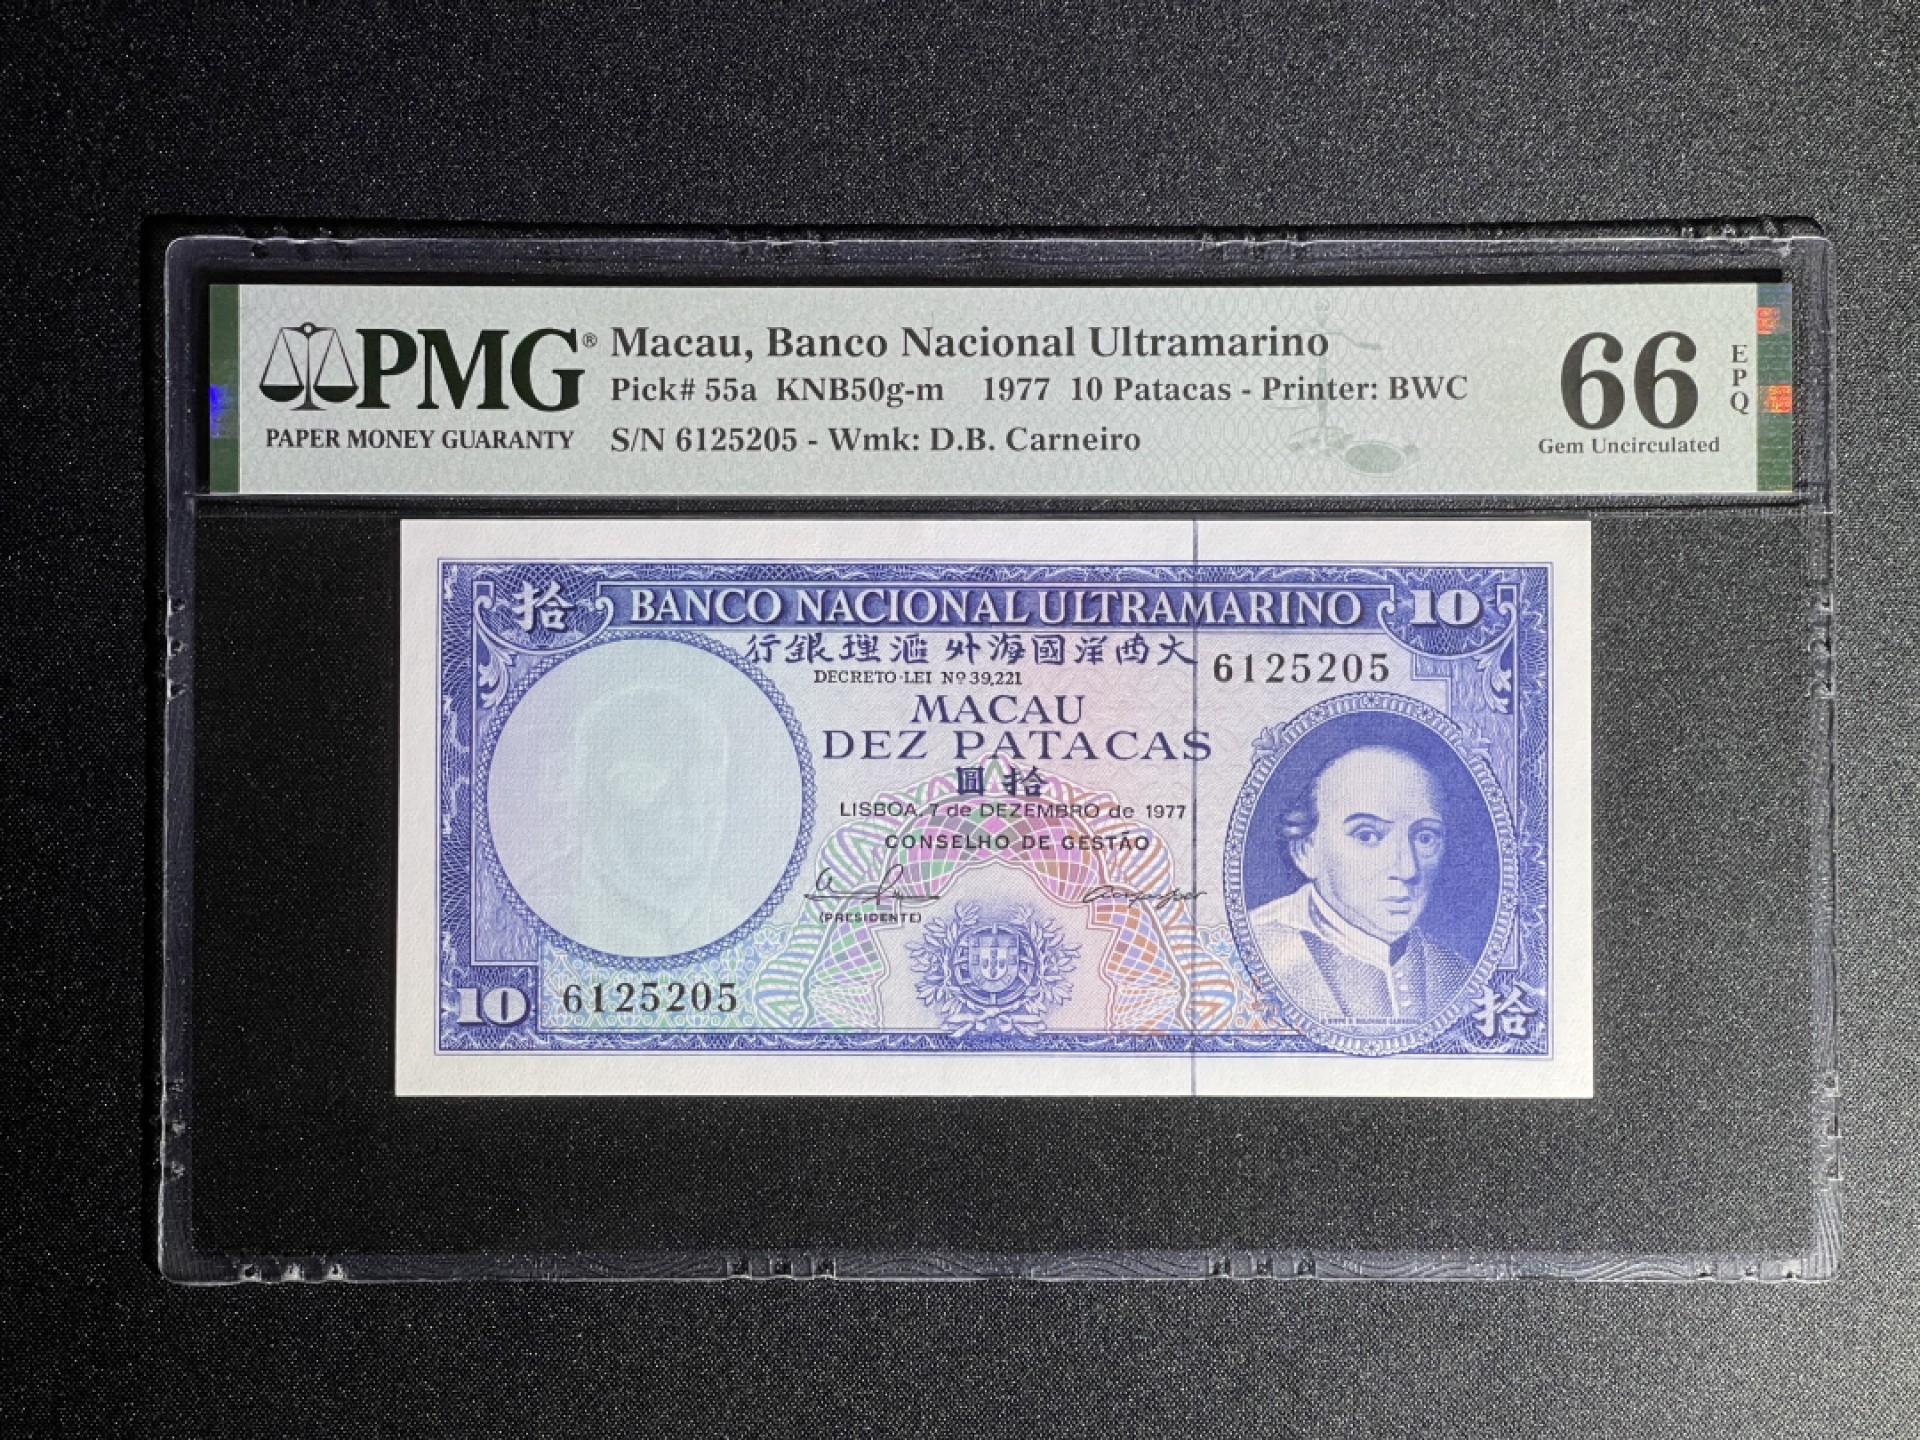 PMG®
PAPER MONEY GUARANTY
Macau, Banco Nacional Ultramarino
Pick# 55a KNB50g-m 1977 10 Patacas - Printer: BWC
S/N 6125205 - Wmk: D.B. Carneiro
66
EPQ
Gem Uncirculated
拾 BANCO NACIONAL ULTRAMARINO 10
行銀理滙外海國洋西大
6125205
DECRETO-LEI Nº 39,221
MACAU
DEZ PATACAS
圓拾
LISBOA, 7 de DEZEMBRO de 1977
CONSELHO DE GESTÃO
(PRESIDENTE)
10 6125205
拾